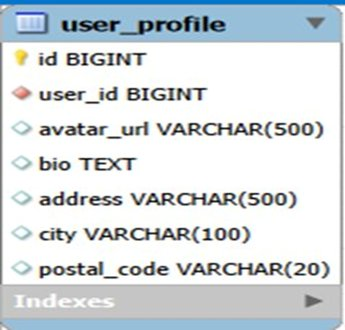 user_profile
id BIGINT
user_id BIGINT
avatar_url VARCHAR(500)
bio TEXT
address VARCHAR(500)
city VARCHAR(100)
postal_code VARCHAR(20)
Indexes